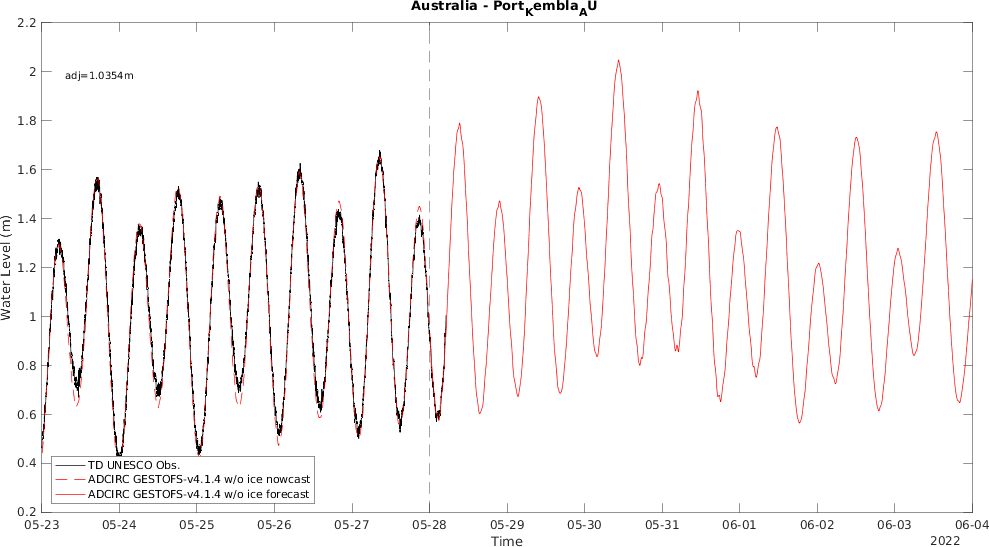 Australia - PortKemblaAU
2.2
2
1.8
1.6
1.4
1.2
1
0.8
0.6
0.4
0.2
Water Level (m)
adj=1.0354m
TD UNESCO Obs.
ADCIRC GESTOFS-v4.1.4 w/o ice nowcast
ADCIRC GESTOFS-v4.1.4 w/o ice forecast
05-23 05-24 05-25 05-26 05-27 05-28 05-29 05-30 05-31 06-01 06-02 06-03 06-04
Time
2022